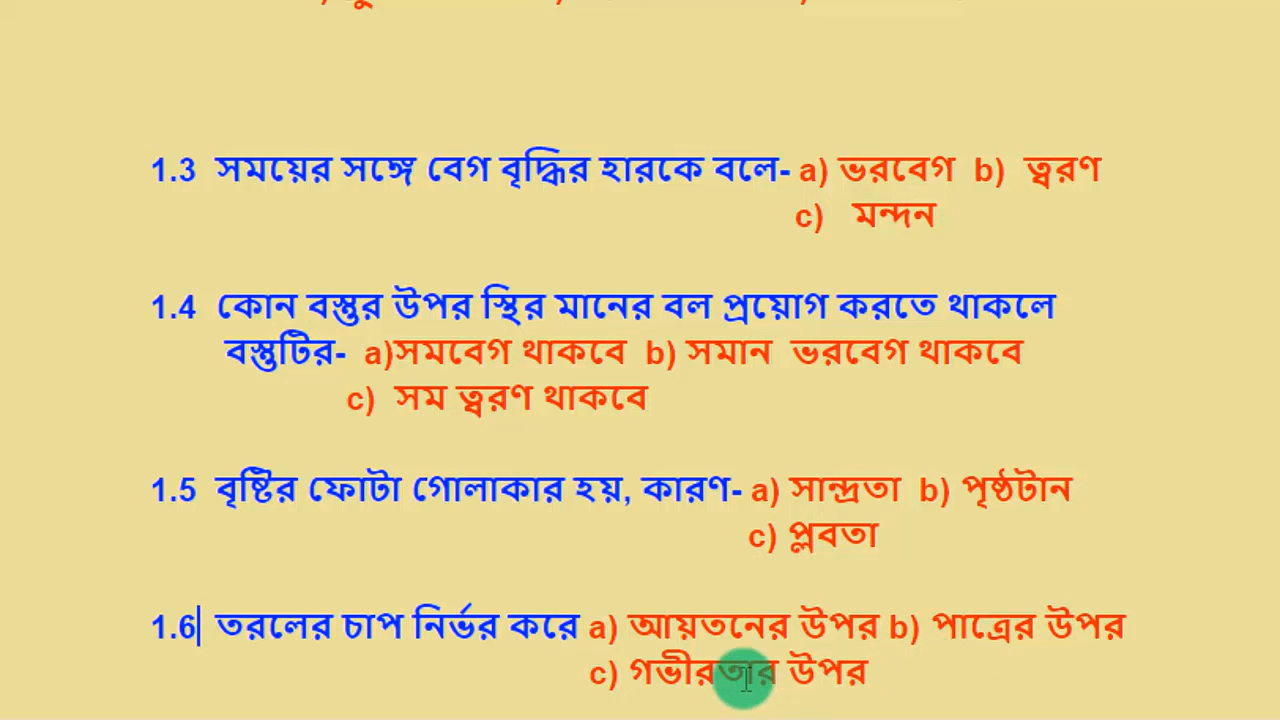 1.3 সময়ের সঙ্গে বেগ বৃদ্ধির হারকে বলে- a) ভরবেগ b) ত্বরণ
c) মন্দন
1.4 কোন বস্তুর উপর স্থির মানের বল প্রয়োগ করতে থাকলে
বস্তুটির- a)সমবেগ থাকবে b) সমান ভরবেগ থাকবে
c) সম ত্বরণ থাকবে
1.5 বৃষ্টির ফোটা গোলাকার হয়, কারণ- a) সান্দ্রতা b) পৃষ্ঠটান
c) প্লবতা
1.6 তরলের চাপ নির্ভর করে a) আয়তনের উপর b) পাত্রের উপর
c) গভীরতার উপর